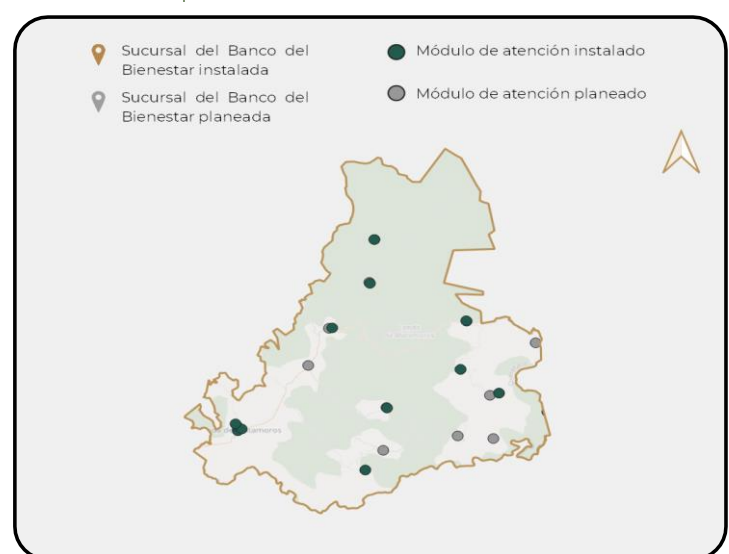 Sucursal del Banco del
Bienestar instalada
Sucursal del Banco del
Bienestar planeada
Módulo de atención instalado
Módulo de atención planeado